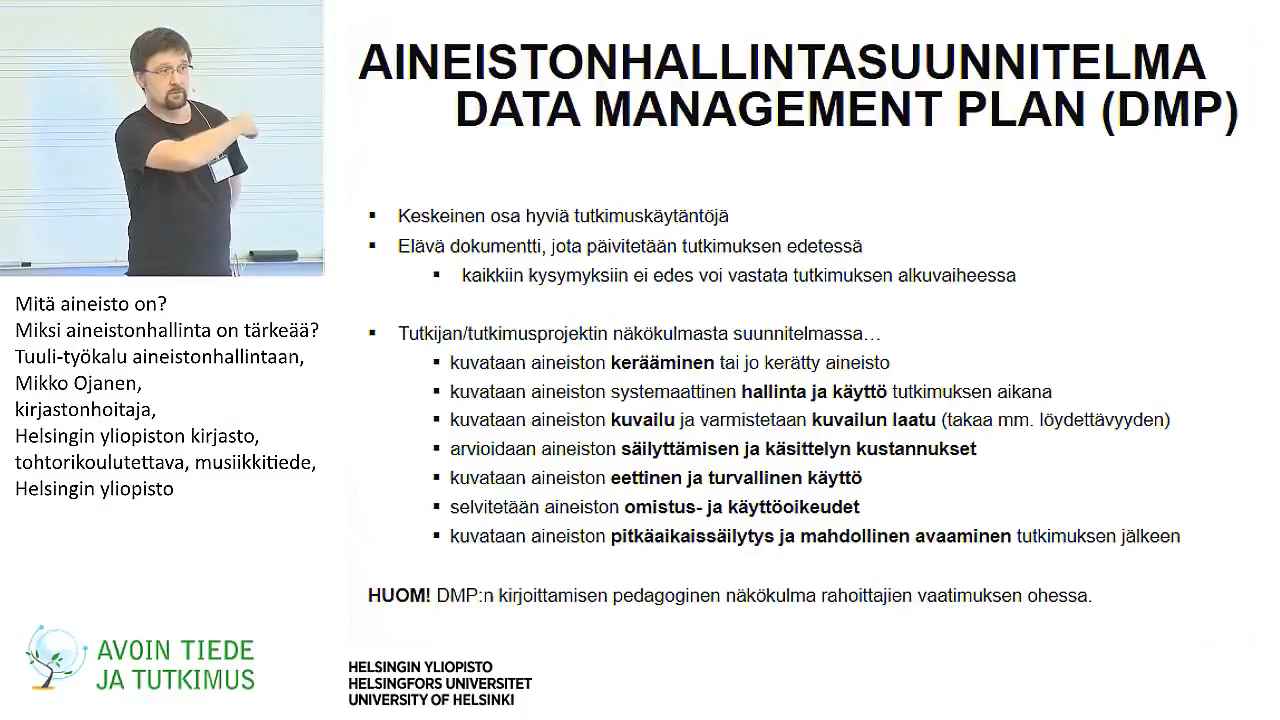 AINEISTONHALLINTASUUNNITELMA
DATA MANAGEMENT PLAN (DMP)
Keskeinen osa hyviä tutkimuskäytäntöjä
Elävä dokumentti, jota päivitetään tutkimuksen edetessä
kaikkiin kysymyksiin ei edes voi vastata tutkimuksen alkuvaiheessa
Tutkijan/tutkimusprojektin näkökulmasta suunnitelmassa…
kuvataan aineiston kerääminen tai jo kerätty aineisto
kuvataan aineiston systemaattinen hallinta ja käyttö tutkimuksen aikana
kuvataan aineiston kuvailu ja varmistetaan kuvailun laatu (takaa mm. löydettävyyden)
arvioidaan aineiston säilyttämisen ja käsittelyn kustannukset
kuvataan aineiston eettinen ja turvallinen käyttö
selvitetään aineiston omistus- ja käyttöoikeudet
kuvataan aineiston pitkäaikaissäilytys ja mahdollinen avaaminen tutkimuksen jälkeen
HUOM! DMP:n kirjoittamisen pedagoginen näkökulma rahoittajien vaatimuksen ohessa.
Mitä aineisto on?
Miksi aineistonhallinta on tärkeää?
Tuuli-työkalu aineistonhallintaan,
Mikko Ojanen,
kirjastonhoitaja,
Helsingin yliopiston kirjasto,
tohtorikoulutettava, musiikkitiede,
Helsingin yliopisto
AVOIN TIEDE
JA TUTKIMUS
HELSINGIN YLIOPISTO
HELSINGFORS UNIVERSITET
UNIVERSITY OF HELSINKI